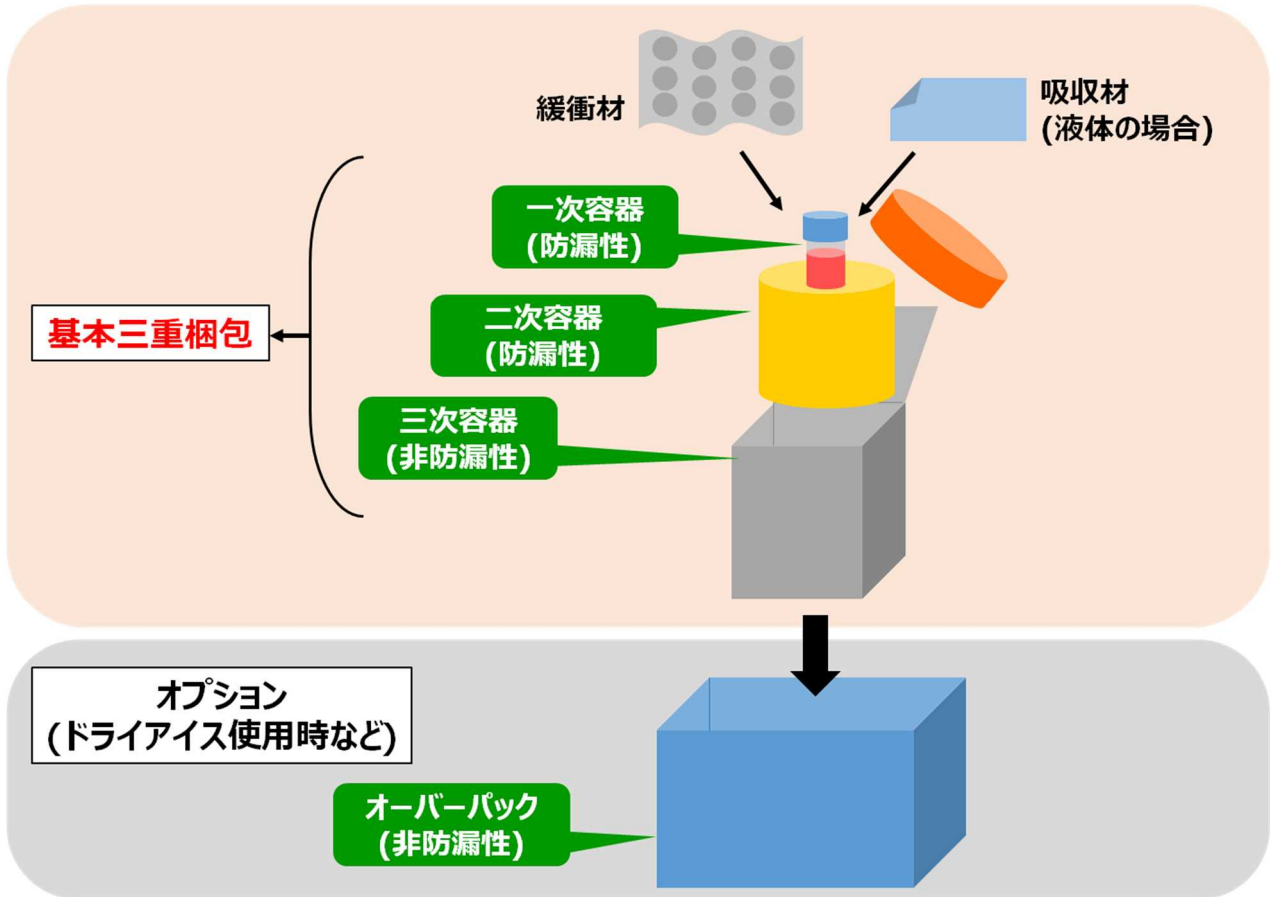 緩衝材
吸収材
(液体の場合)
一次容器
(防漏性)
二次容器
(防漏性)
基本三重梱包
三次容器
(非防漏性)
オプション
(ドライアイス使用時など)
オーバーパック
(非防漏性)